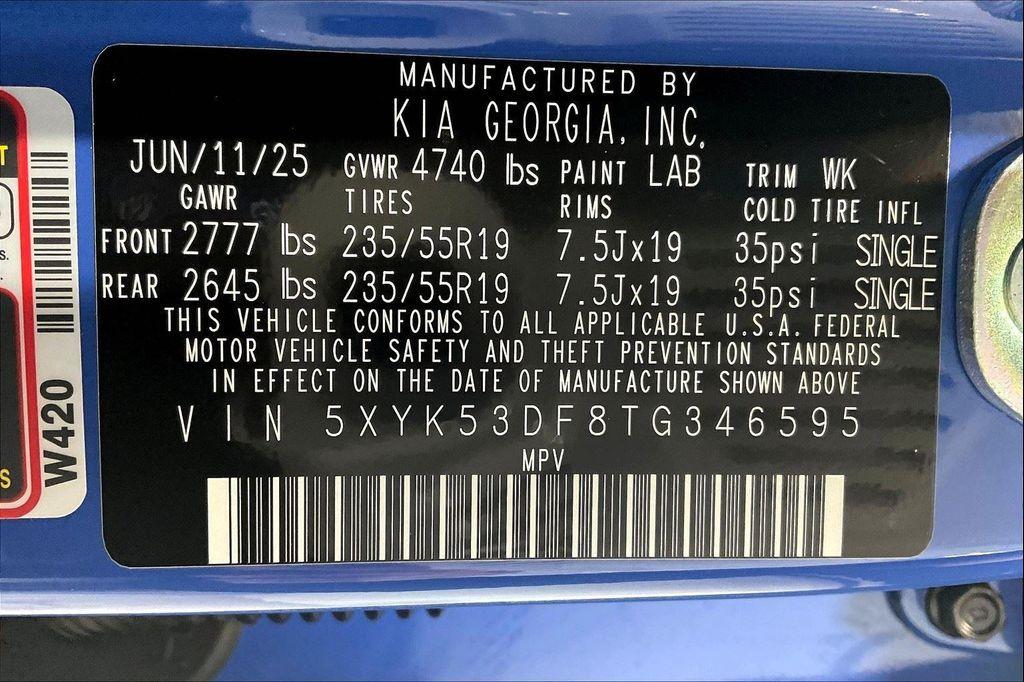 MANUFACTURED BY
KIA GEORGIA, INC.
JUN/11/25 GVWR 4740 lbs PAINT LAB TRIM WK
GAWR TIRES RIMS COLD TIRE INFL
FRONT 2777 lbs 235/55R19 7.5Jx19 35psi SINGLE
REAR 2645 lbs 235/55R19 7.5Jx19 35psi SINGLE
THIS VEHICLE CONFORMS TO ALL APPLICABLE U.S.A. FEDERAL
MOTOR VEHICLE SAFETY AND THEFT PREVENTION STANDARDS
IN EFFECT ON THE DATE OF MANUFACTURE SHOWN ABOVE
VIN 5XYK53DF8TG346595
MPV
W420